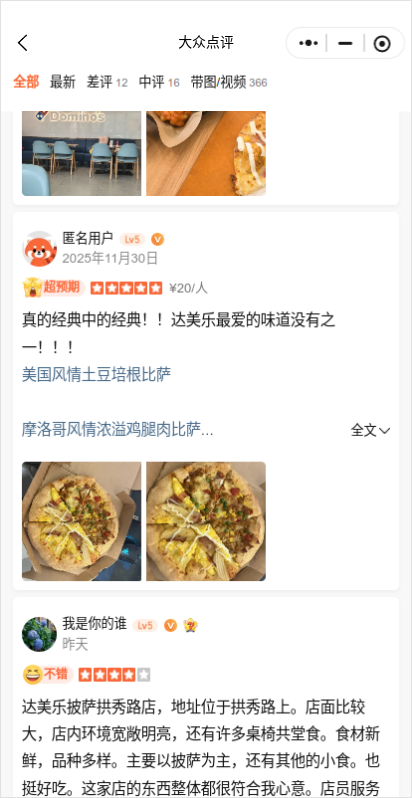 大众点评
全部 最新 差评 12 中评 16 带图/视频 366
Domino's
匿名用户 Lv5
2025年11月30日
超预期 ¥20/人
真的经典中的经典！！达美乐最爱的味道没有之
一！！！
美国风情土豆培根比萨
摩洛哥风情浓溢鸡腿肉比萨... 全文
我是你的谁 Lv5
昨天
不错
达美乐披萨拱秀路店，地址位于拱秀路上。店面比较
大，店内环境宽敞明亮，还有许多桌椅共堂食。食材新
鲜，品种多样。主要以披萨为主，还有其他的小食。也
挺好吃。这家店的东西整体都很符合我心意。店员服务